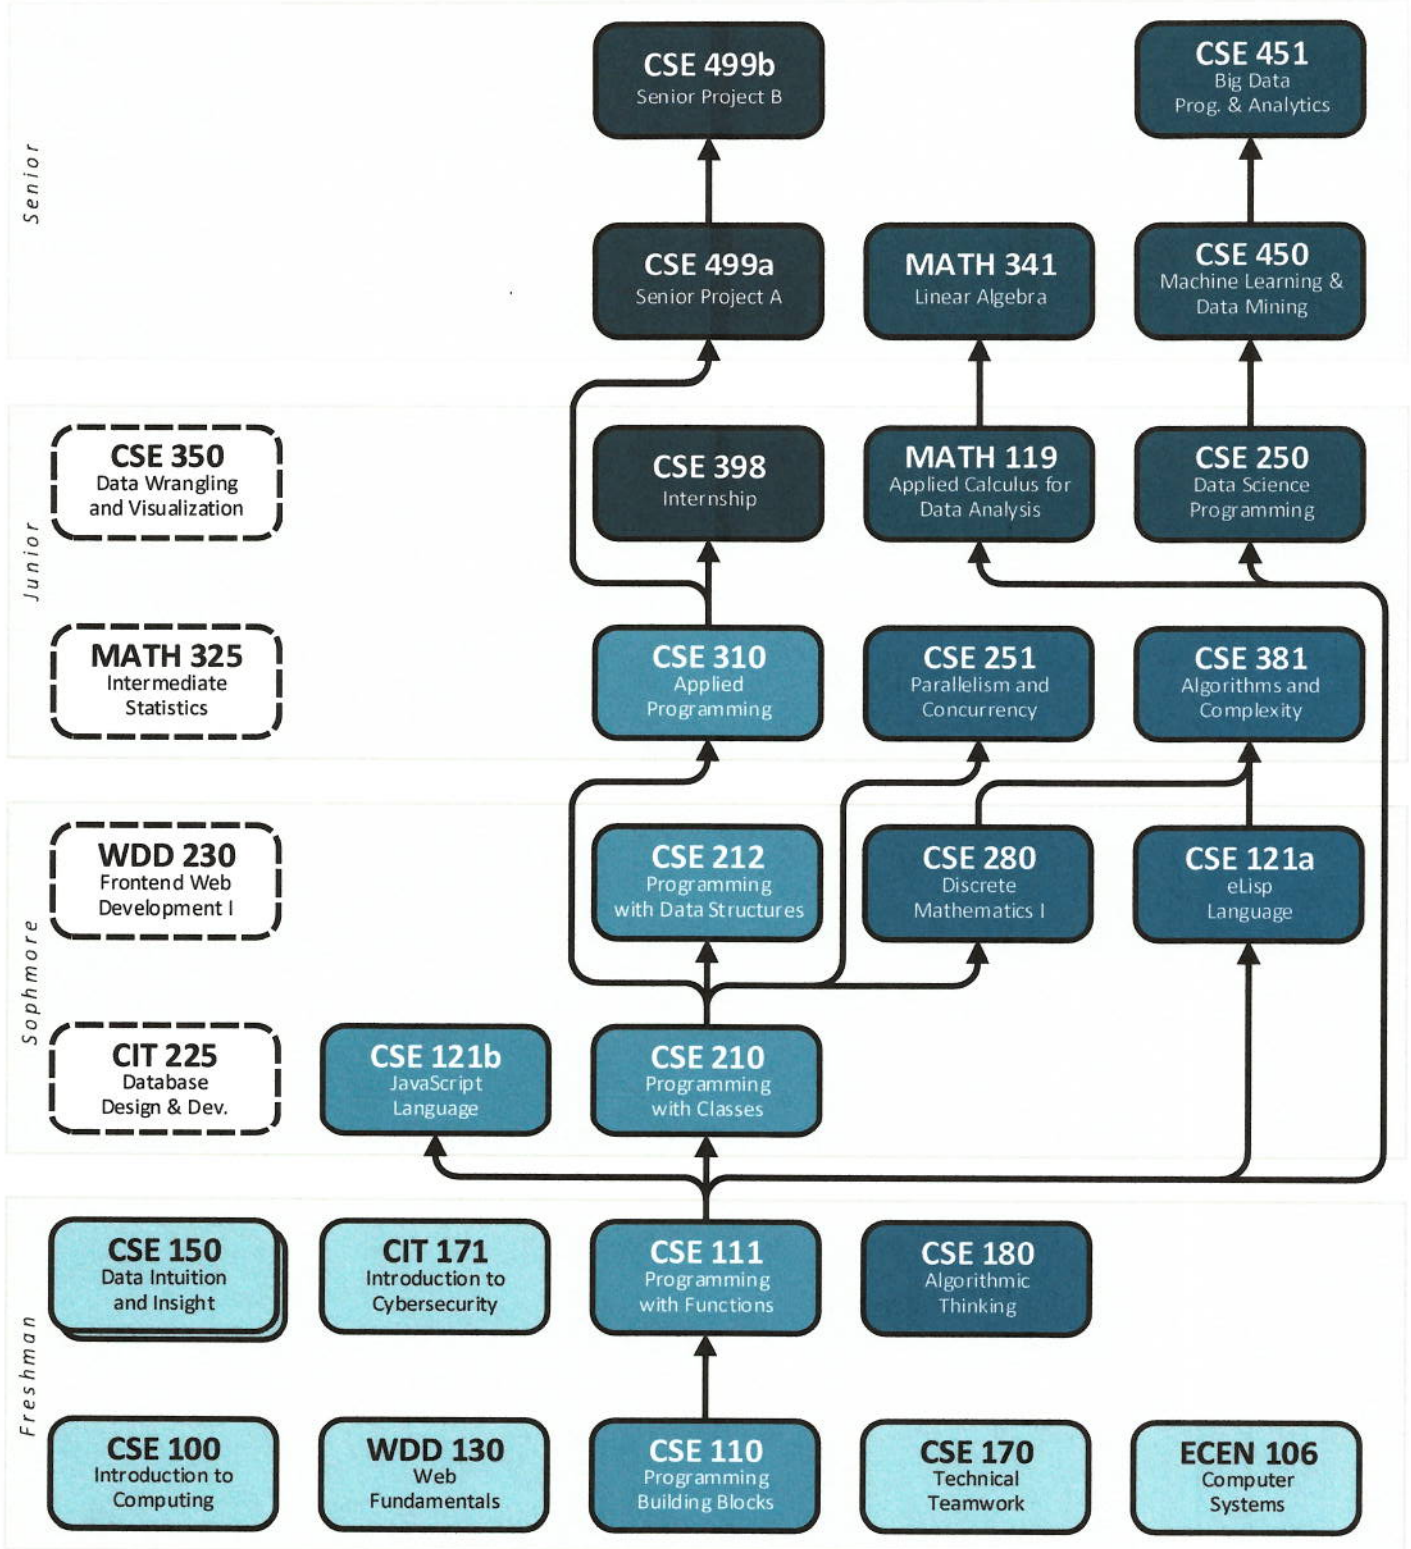 Senior
CSE 499b
Senior Project B
CSE 451
Big Data
Prog. & Analytics
CSE 499a
Senior Project A
MATH 341
Linear Algebra
CSE 450
Machine Learning &
Data Mining
Junior
CSE 350
Data Wrangling
and Visualization
CSE 398
Internship
MATH 119
Applied Calculus for
Data Analysis
CSE 250
Data Science
Programming
MATH 325
Intermediate
Statistics
CSE 310
Applied
Programming
CSE 251
Parallelism and
Concurrency
CSE 381
Algorithms and
Complexity
Sophmore
WDD 230
Frontend Web
Development I
CSE 212
Programming
with Data Structures
CSE 280
Discrete
Mathematics I
CSE 121a
eLisp
Language
CIT 225
Database
Design & Dev.
CSE 121b
JavaScript
Language
CSE 210
Programming
with Classes
Freshman
CSE 150
Data Intuition
and Insight
CIT 171
Introduction to
Cybersecurity
CSE 111
Programming
with Functions
CSE 180
Algorithmic
Thinking
CSE 100
Introduction to
Computing
WDD 130
Web
Fundamentals
CSE 110
Programming
Building Blocks
CSE 170
Technical
Teamwork
ECEN 106
Computer
Systems